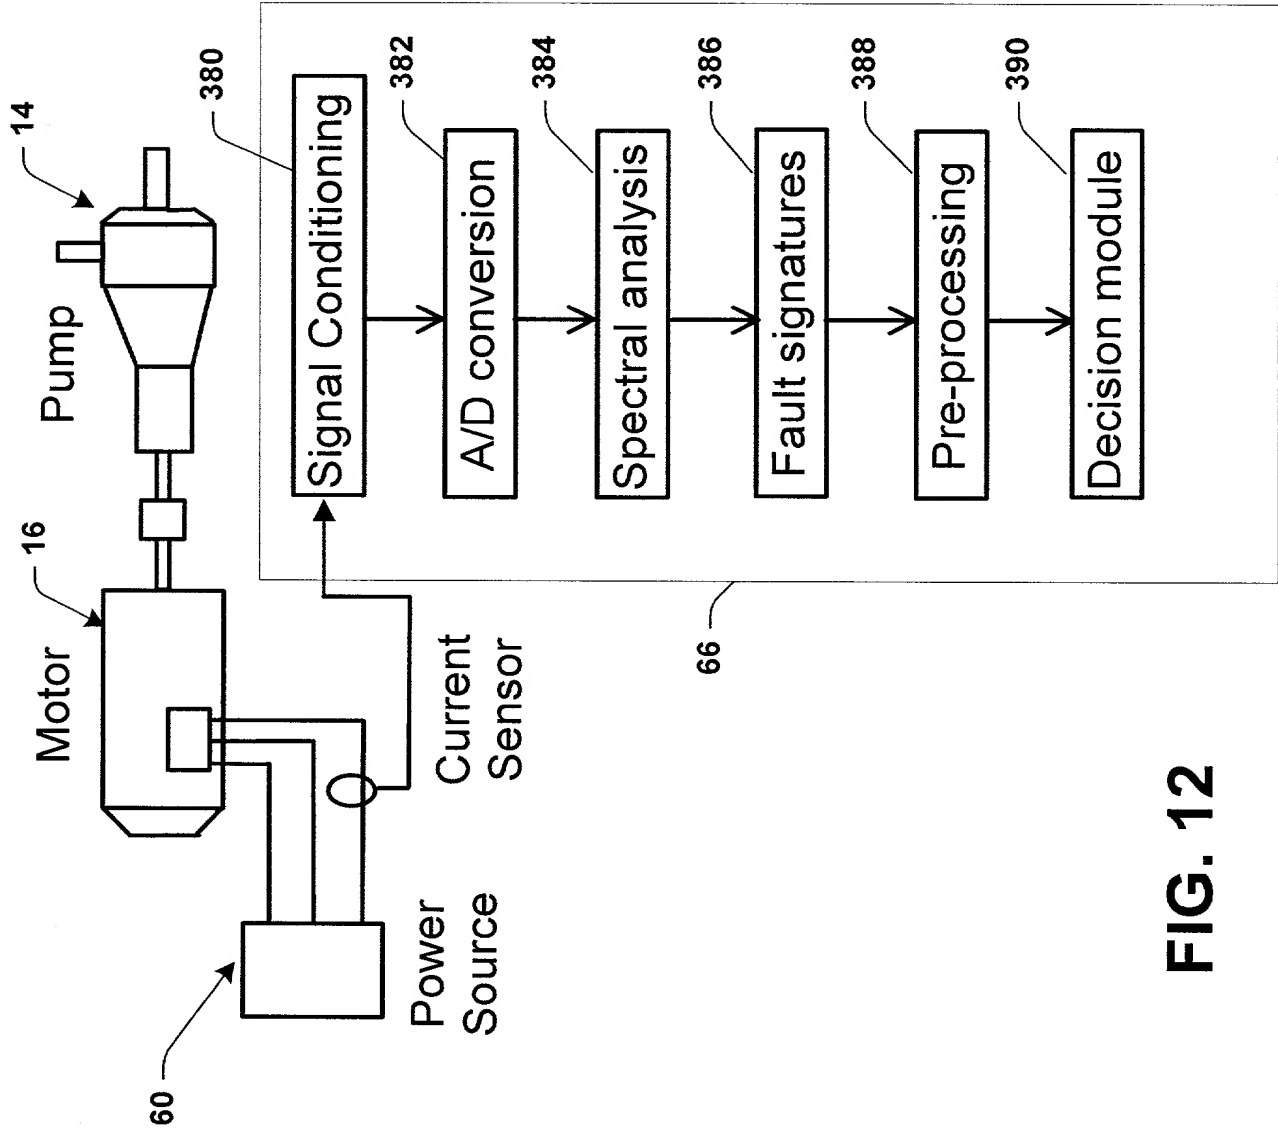 14
Pump
16
Motor
60
Power
Source
Current
Sensor
66
380
Signal Conditioning
382
A/D conversion
384
Spectral analysis
386
Fault signatures
388
Pre-processing
390
Decision module
FIG. 12